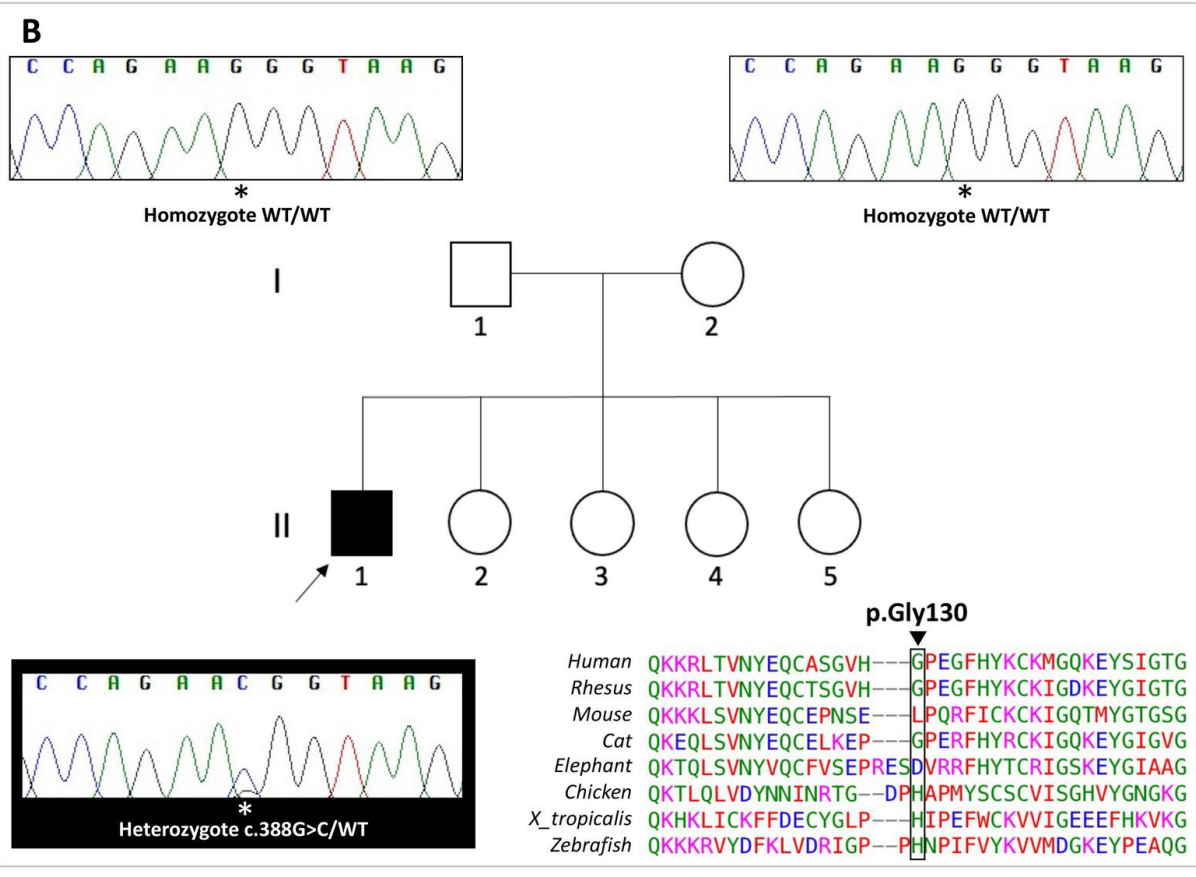 B
C C A G A A G G G T A A G
*
Homozygote WT/WT
C C A G A A G G G T A A G
*
Homozygote WT/WT
I
1
2
II
1
2
3
4
5
C C A G A A C G G T A A G
*
Heterozygote c.388G>C/WT
p.Gly130
Human QKKRLTVNYEQCASGVH---GPEGFHYKCKMGQKEYSIGTG
Rhesus QKKRLTVNYEQCTSGVH---GPEGFHYKCKIGDKEYGIGTG
Mouse QKKKLSVNYEQCEPNSE---LPQRFICKCKIGQTMYGTGSG
Cat QKEQLSVNYEQCELKEP---GPERFHYRCKIGQKEYGIGVG
Elephant QKTQLSVNYVQCFVSEPRESDVRRFHYTCRIGSKEYGIAAG
Chicken QKTLQLVDYNNINRTG--DPHAPMYSCSCVISGHVYGNGKG
X_tropicalis QKHKLICKFFDECYGLP---HIPEFWCKVVIGEEEFHKVKG
Zebrafish QKKKRVYDFKLVDRIGP--PHNPIFVYKVVMDGKEYPEAQG